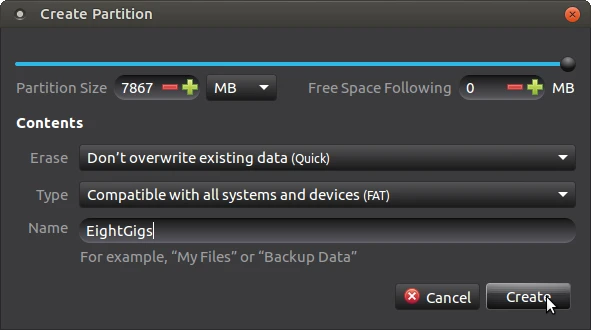 Create Partition
Partition Size 7867 MB Free Space Following 0 MB
Contents
Erase Don't overwrite existing data (Quick)
Type Compatible with all systems and devices (FAT)
Name EightGigs
For example, “My Files” or “Backup Data”
Cancel Create